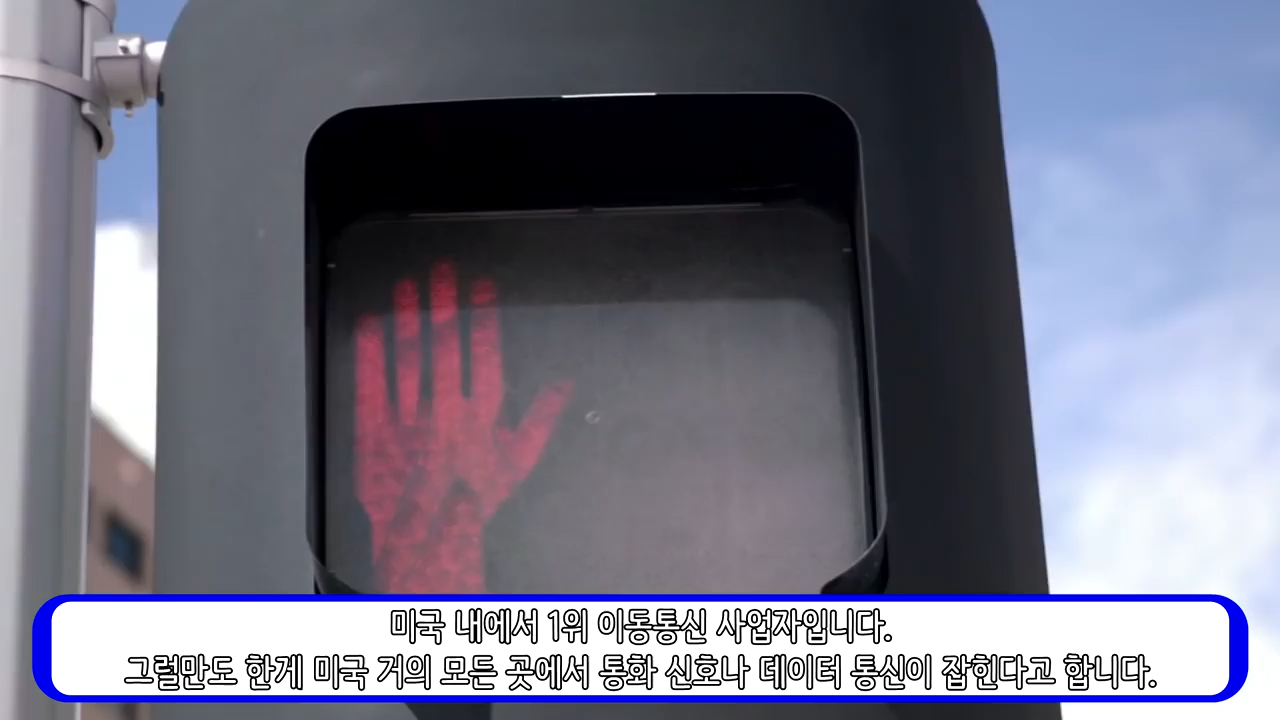 미국 내에서 1위 이동통신 사업자입니다.
그럴만도 한게 미국 거의 모든 곳에서 통화 신호나 데이터 통신이 잡힌다고 합니다.